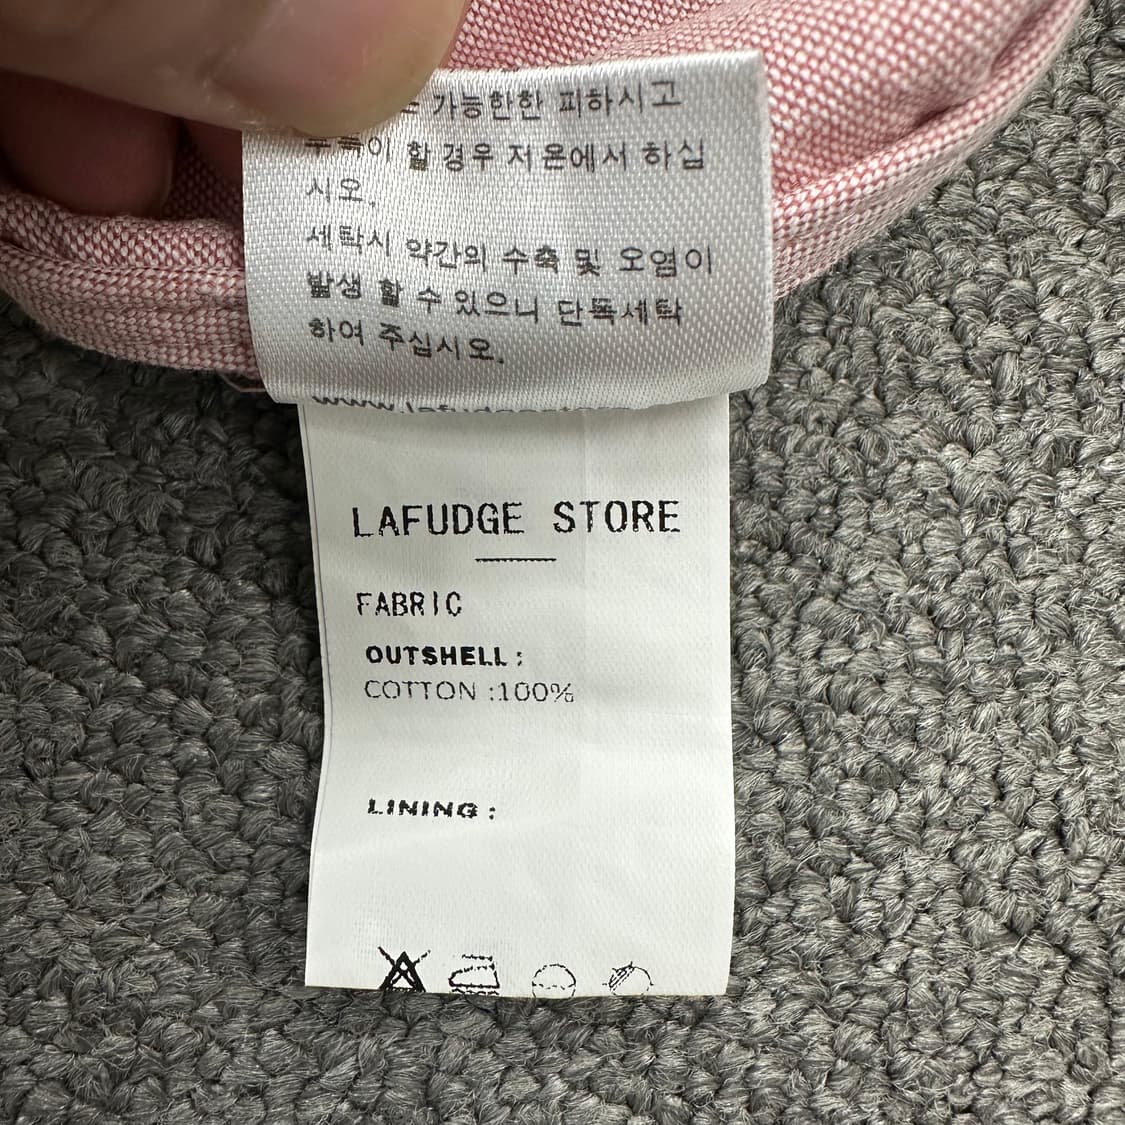 가능한한 피하시고
할 경우 저온에서 하십
시오.
세탁시 약간의 수축 및 오염이
발생 할 수 있으니 단독세탁
하여 주십시오.
LAFUDGE STORE
FABRIC
OUTSHELL:
COTTON :100%
LINING: